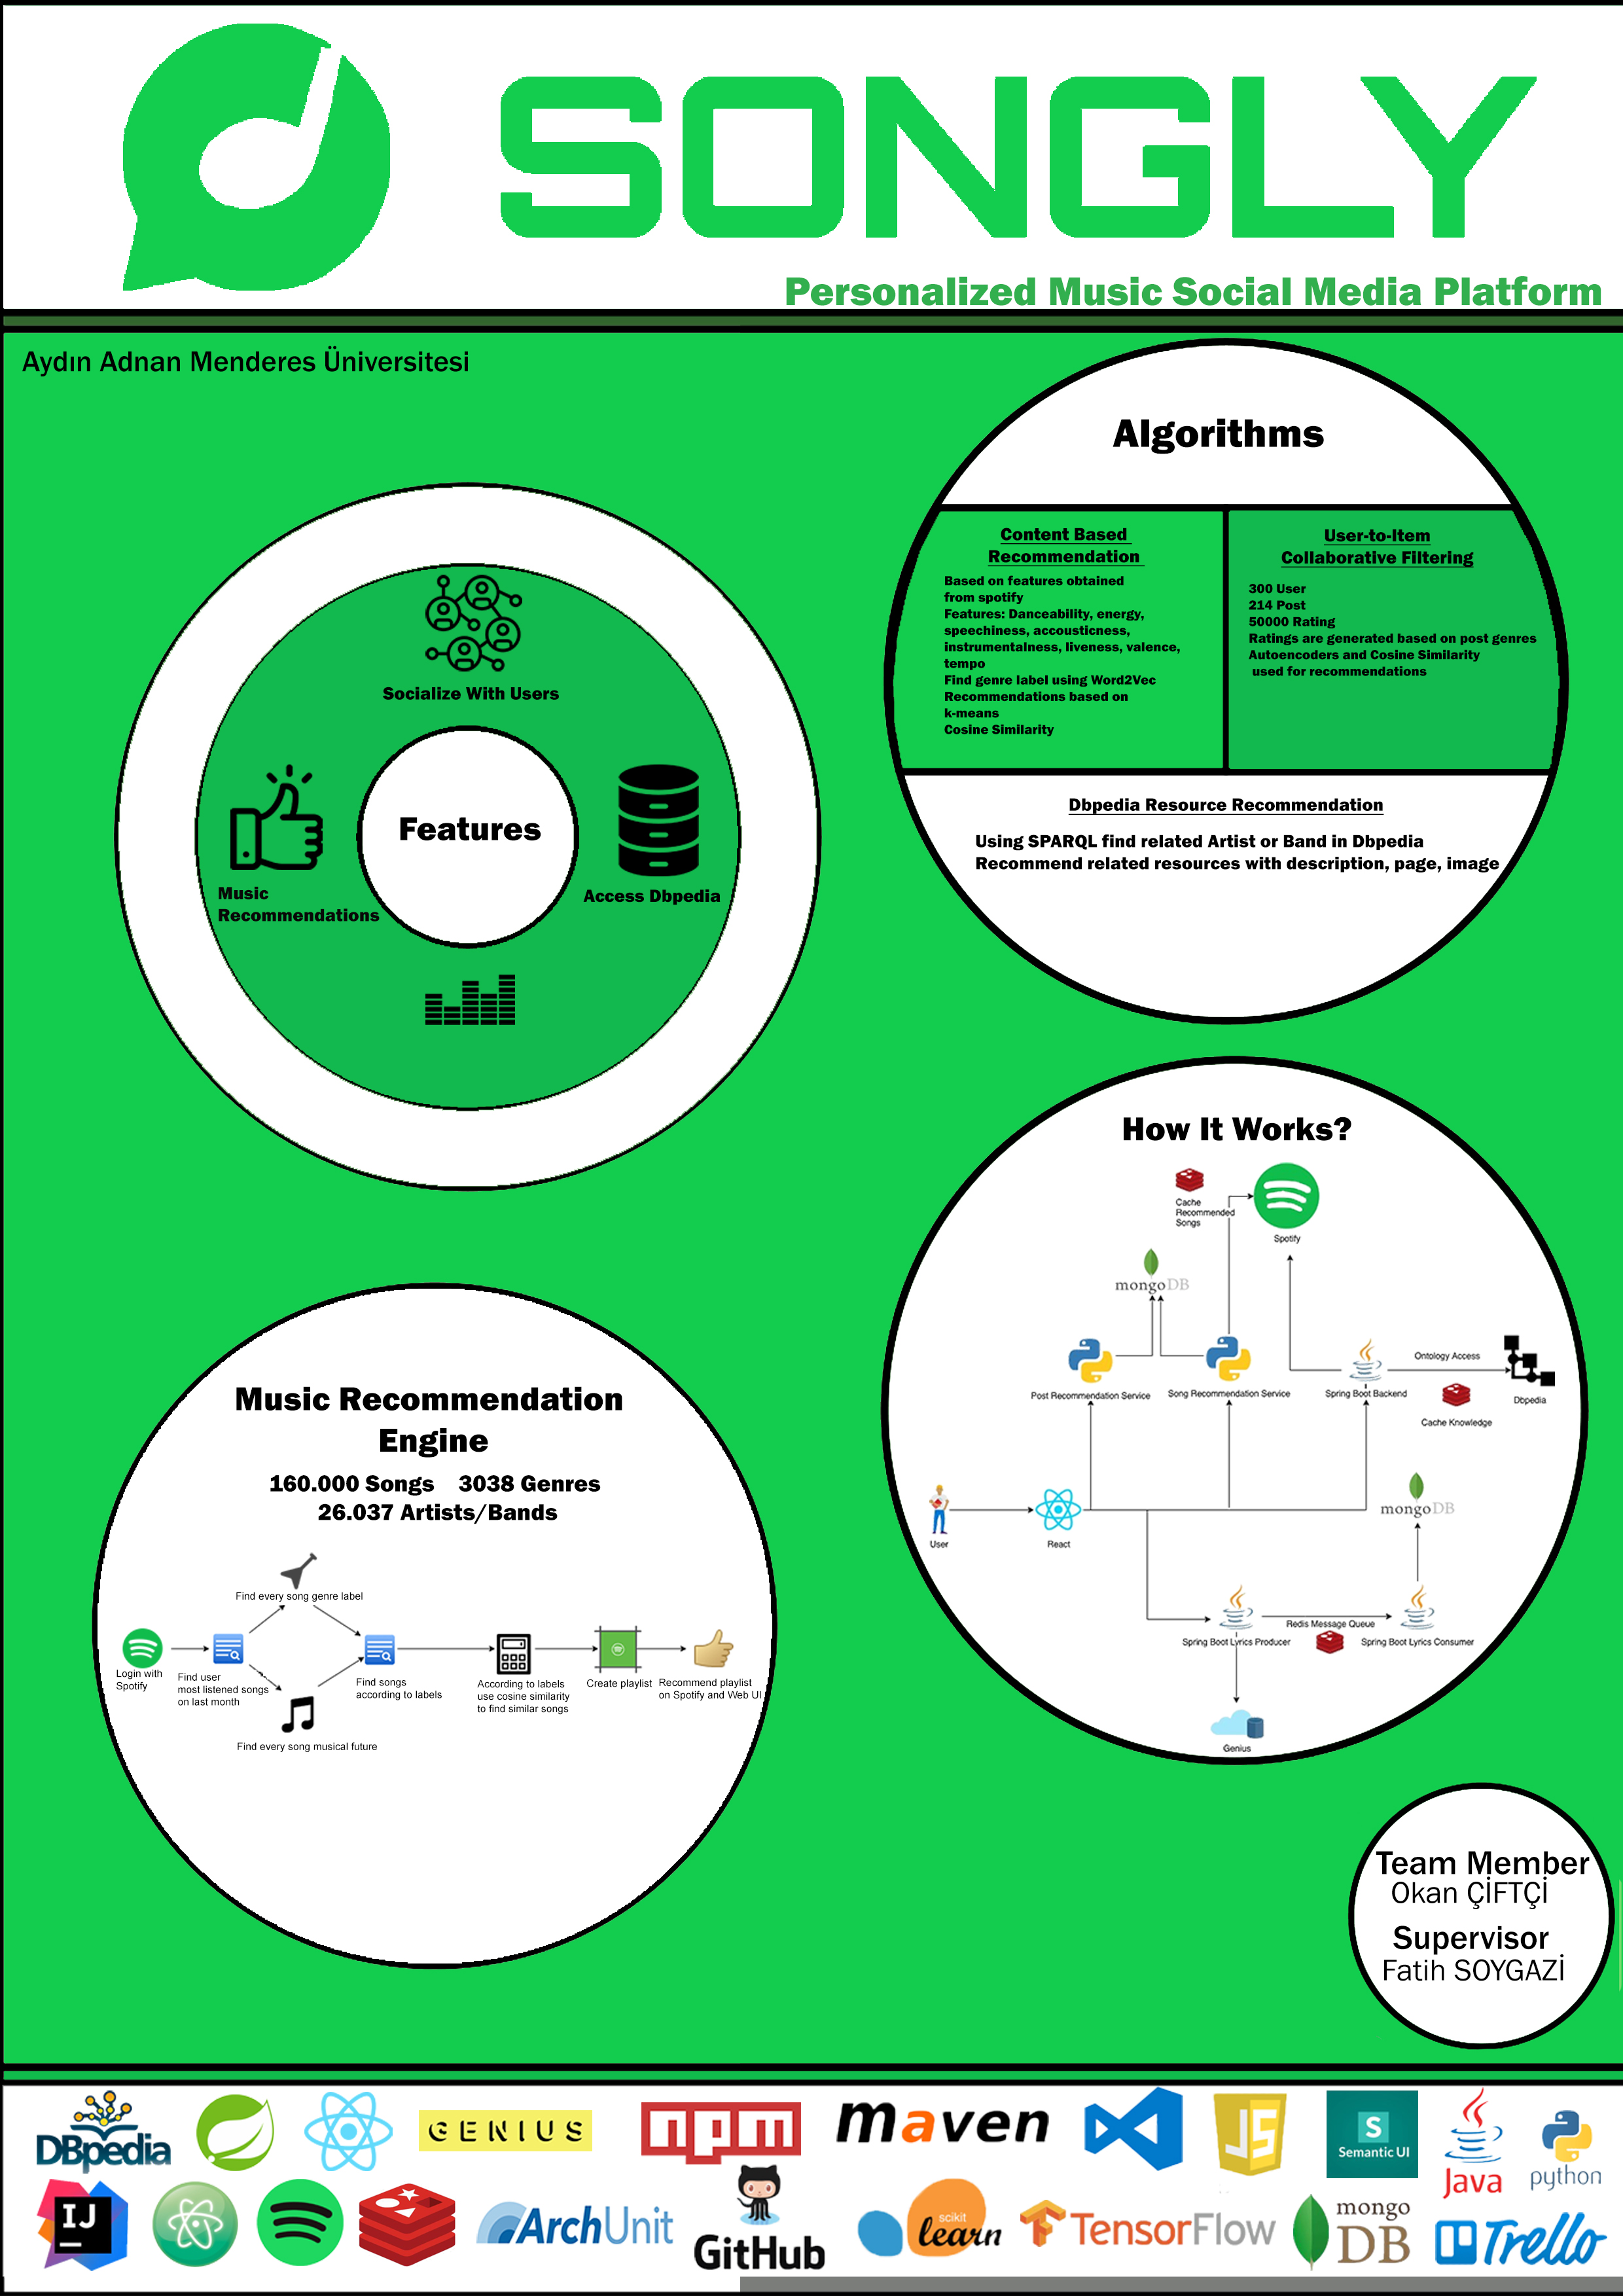 SONGLY
Personalized Music Social Media Platform
Aydın Adnan Menderes Üniversitesi
Socialize With Users
Features
Music
Recommendations
Access Dbpedia
Algorithms
Content Based
Recommendation
Based on features obtained
from spotify
Features: Danceability, energy,
speechiness, accousticness,
instrumentalness, liveness, valence,
tempo
Find genre label using Word2Vec
Recommendations based on
k-means
Cosine Similarity
User-to-Item
Collaborative Filtering
300 User
214 Post
50000 Rating
Ratings are generated based on post genres
Autoencoders and Cosine Similarity
used for recommendations
Dbpedia Resource Recommendation
Using SPARQL find related Artist or Band in Dbpedia
Recommend related resources with description, page, image
How It Works?
Cache
Recommended
Songs
Spotify
mongoDB
Post Recommendation Service
Song Recommendation Service
Spring Boot Backend
Ontology Access
Dbpedia
Cache Knowledge
User
React
mongoDB
Spring Boot Lyrics Producer
Redis Message Queue
Spring Boot Lyrics Consumer
Genius
Music Recommendation
Engine
160.000 Songs 3038 Genres
26.037 Artists/Bands
Find every song genre label
Login with
Spotify
Find user
most listened songs
on last month
Find songs
according to labels
According to labels
use cosine similarity
to find similar songs
Create playlist
Recommend playlist
on Spotify and Web UI
Find every song musical future
Team Member
Okan ÇİFTÇİ
Supervisor
Fatih SOYGAZİ
DBpedia
GENIUS
npm
maven
JS
S
Semantic UI
Java
python
IJ
ArchUnit
GitHub
scikit
learn
TensorFlow
mongo
DB
Trello